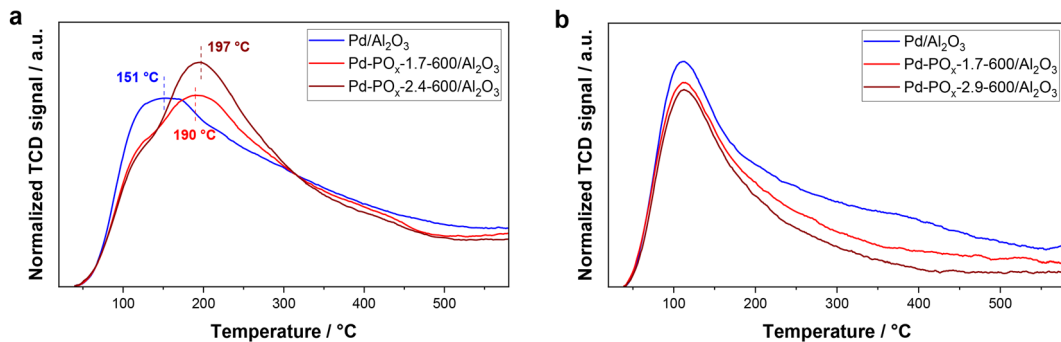 a
Normalized TCD signal / a.u.
197 °C
151 °C
190 °C
Pd/Al₂O₃
Pd-POₓ-1.7-600/Al₂O₃
Pd-POₓ-2.4-600/Al₂O₃
100 200 300 400 500
Temperature / °C
b
Normalized TCD signal / a.u.
Pd/Al₂O₃
Pd-POₓ-1.7-600/Al₂O₃
Pd-POₓ-2.9-600/Al₂O₃
100 200 300 400 500
Temperature / °C